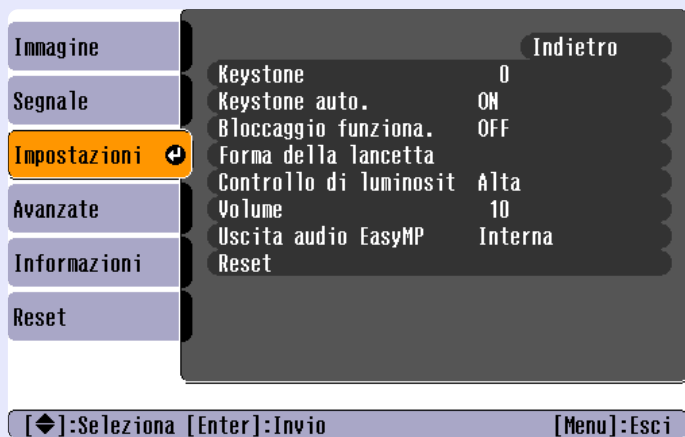 Immagine
Segnale
Impostazioni
Avanzate
Informazioni
Reset
Indietro
Keystone 0
Keystone auto. ON
Bloccaggio funziona. OFF
Forma della lancetta
Controllo di luminosit Alta
Volume 10
Uscita audio EasyMP Interna
Reset
[◆]:Seleziona [Enter]:Invio [Menu]:Esci